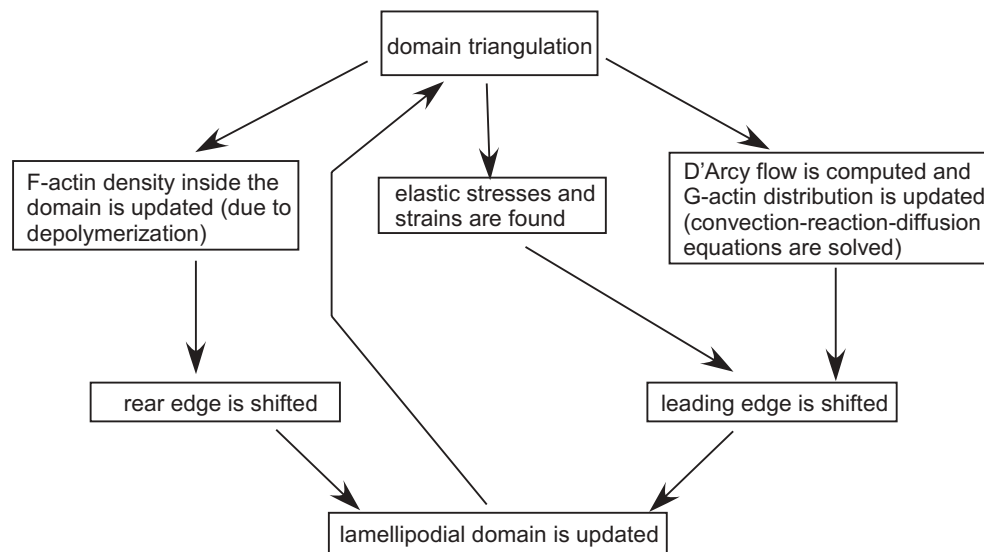 domain triangulation
F-actin density inside the
domain is updated (due to
depolymerization)
elastic stresses and
strains are found
D'Arcy flow is computed and
G-actin distribution is updated
(convection-reaction-diffusion
equations are solved)
rear edge is shifted
leading edge is shifted
lamellipodial domain is updated